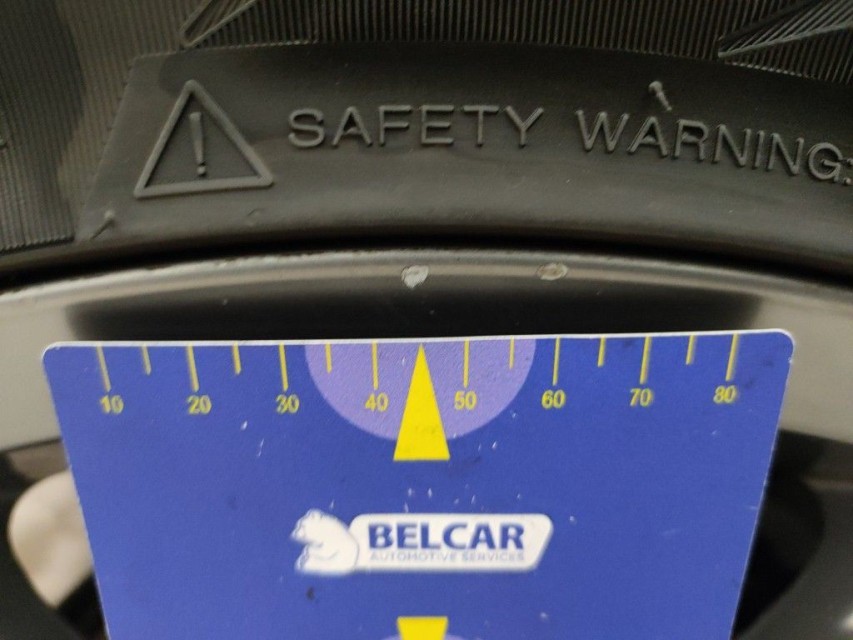 SAFETY WARNING:
10 20 30 40 50 60 70 80
BELCAR
AUTOMOTIVE SERVICES